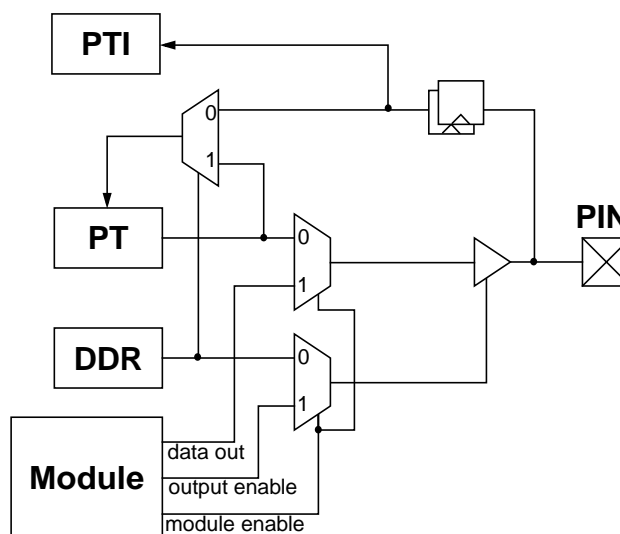 PTI
0
1
PT
PIN
0
1
DDR
0
1
Module
data out
output enable
module enable